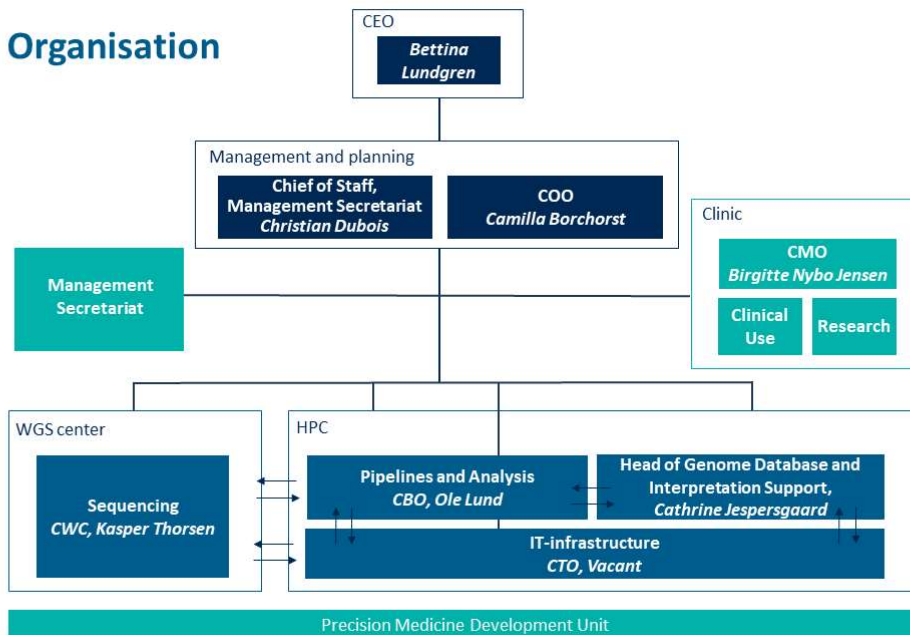 Organisation
CEO
Bettina
Lundgren
Management and planning
Chief of Staff,
Management Secretariat
Christian Dubois
COO
Camilla Borchorst
Management
Secretariat
Clinic
CMO
Birgitte Nybo Jensen
Clinical
Use
Research
WGS center
Sequencing
CWC, Kasper Thorsen
HPC
Pipelines and Analysis
CBO, Ole Lund
Head of Genome Database and
Interpretation Support,
Cathrine Jespersgaard
IT-infrastructure
CTO, Vacant
Precision Medicine Development Unit